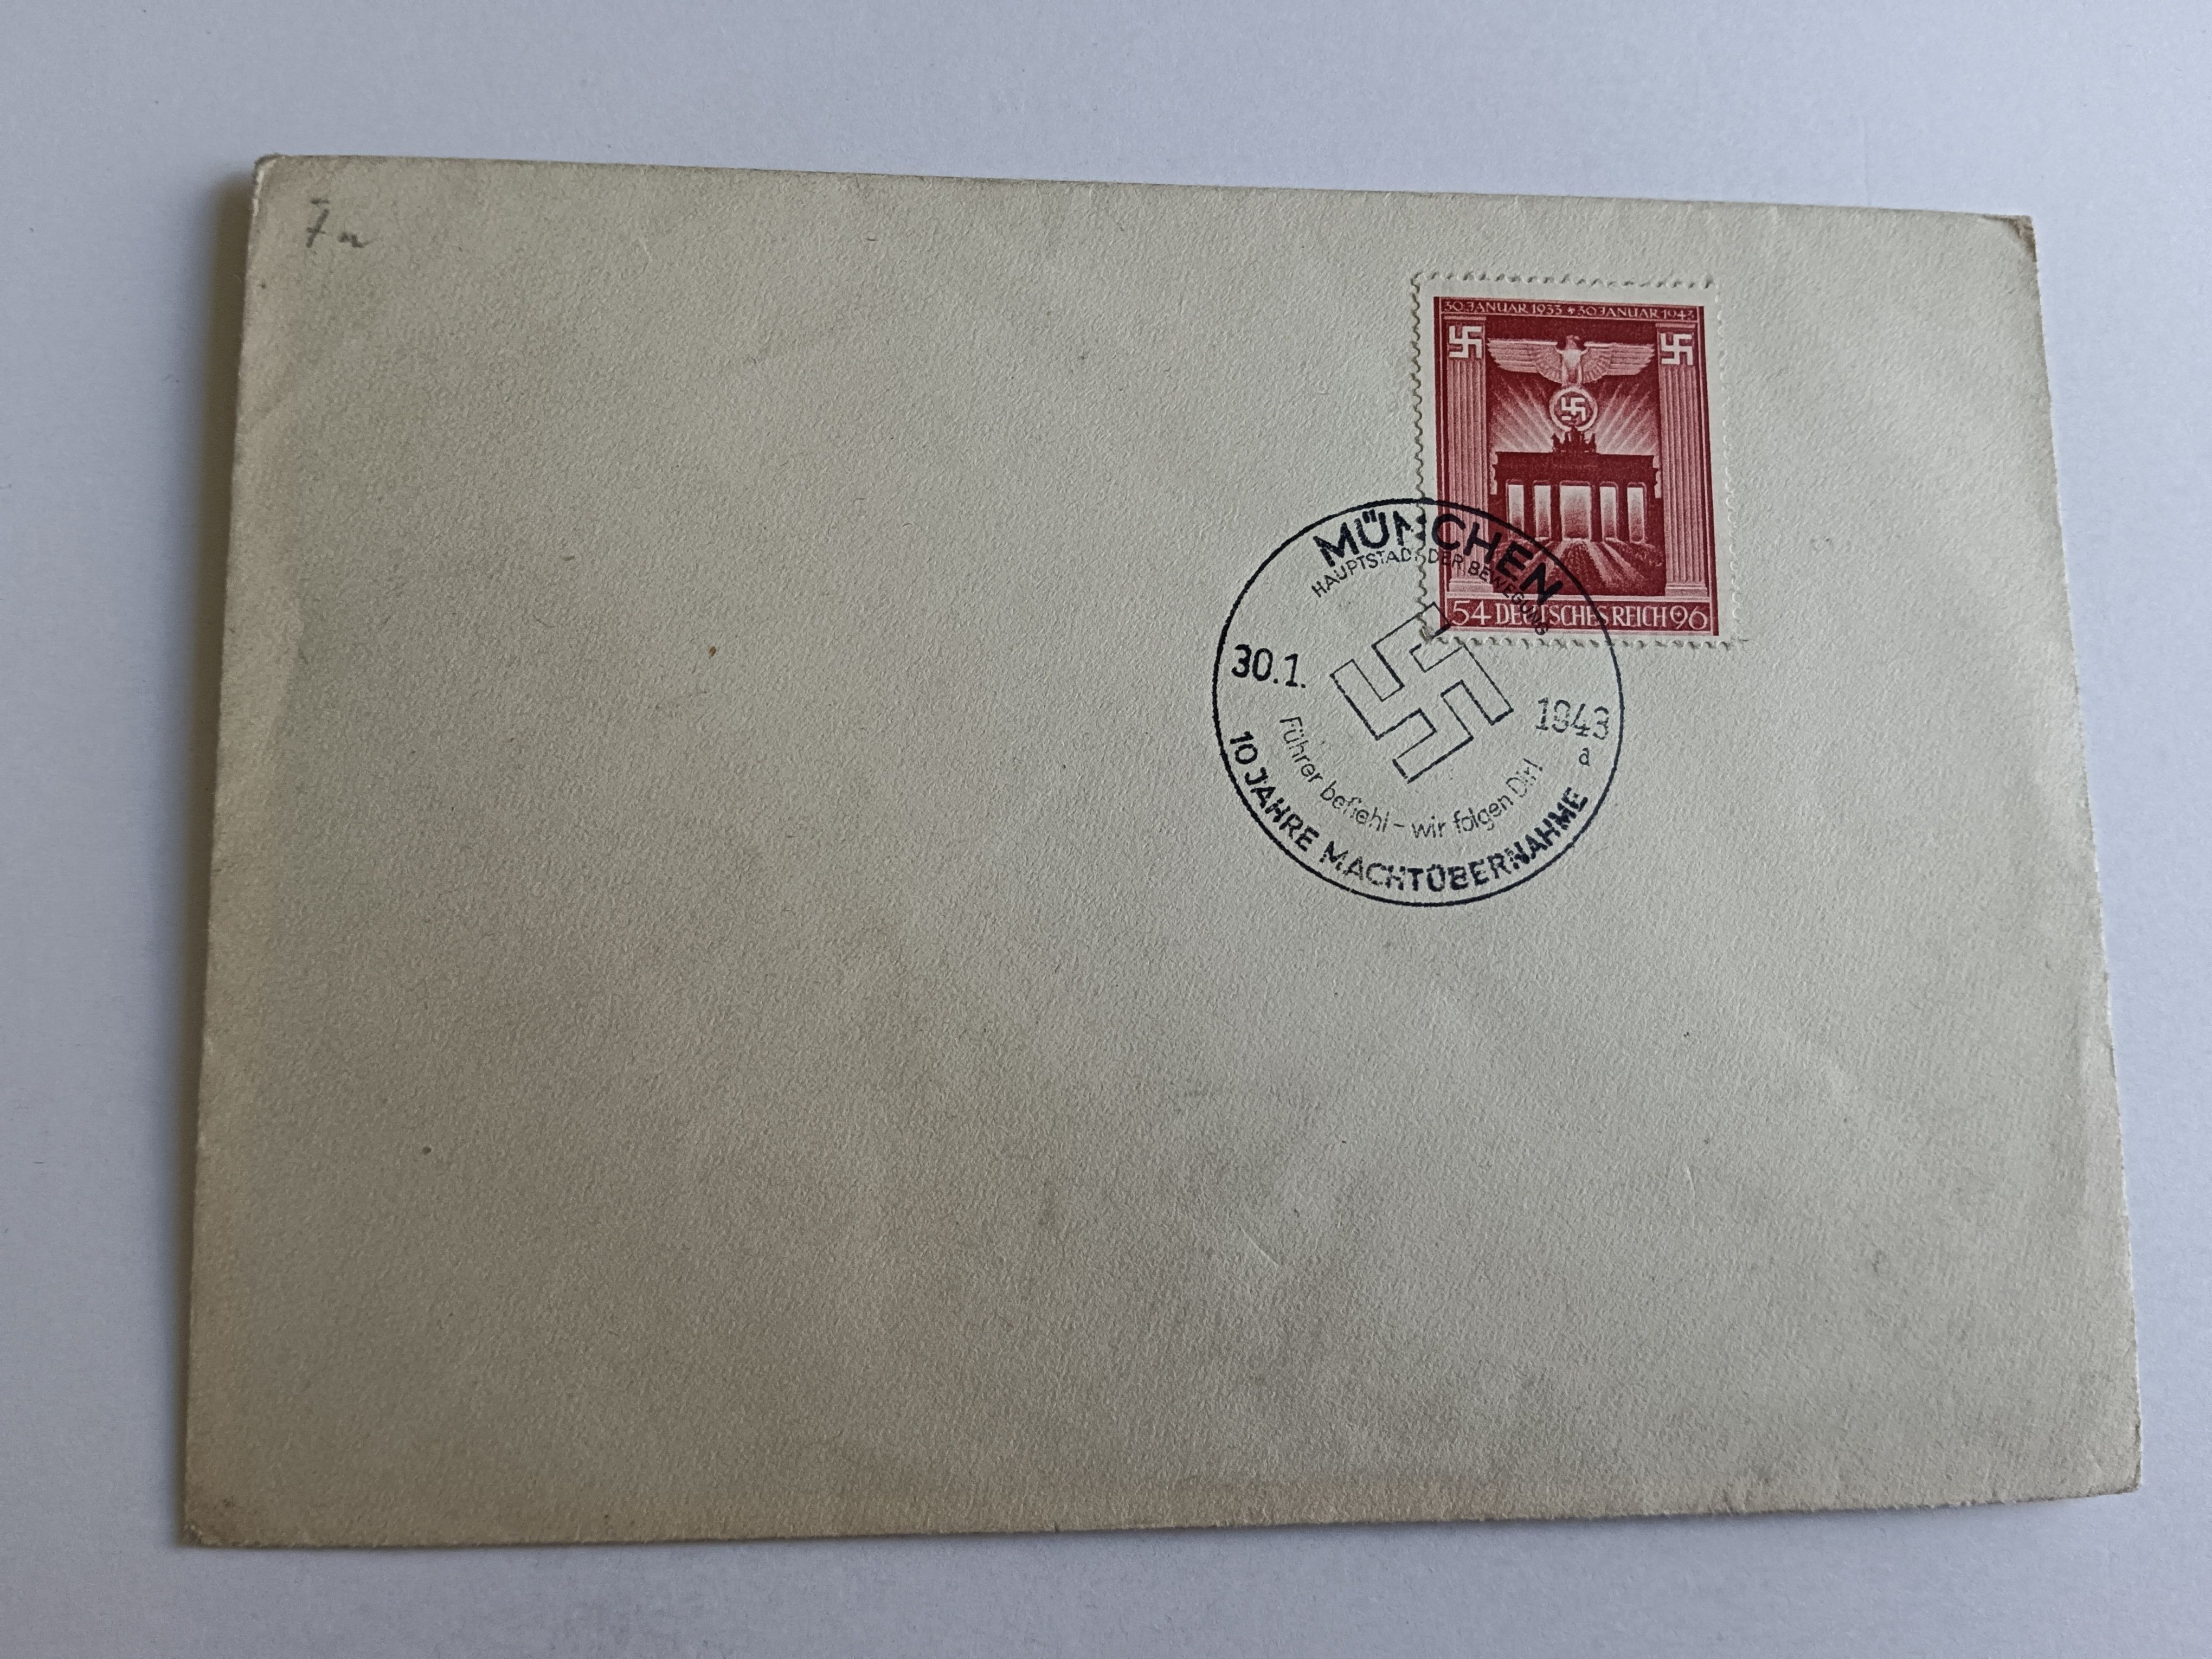 30. JANUAR 1933 * 30 JANUAR 1943
54 DEUTSCHES REICH 96
MÜNCHEN
HAUPTSTADT DER BEWEGUNG
30.1. 1943
a
Führer befiehl - wir folgen Dir!
10 JAHRE MACHTÜBERNAHME